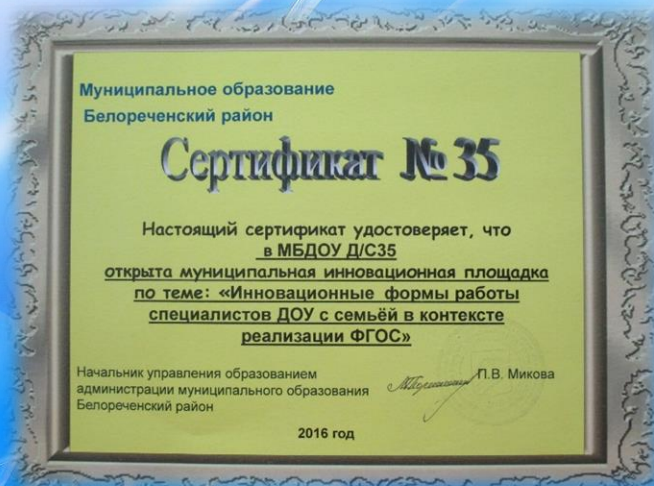 Муниципальное образование
Белореченский район
Сертификат № 35
Настоящий сертификат удостоверяет, что
в МБДОУ Д/С35
открыта муниципальная инновационная площадка
по теме: «Инновационные формы работы
специалистов ДОУ с семьёй в контексте
реализации ФГОС»
Начальник управления образованием
администрации муниципального образования
Белореченский район
П.В. Микова
2016 год